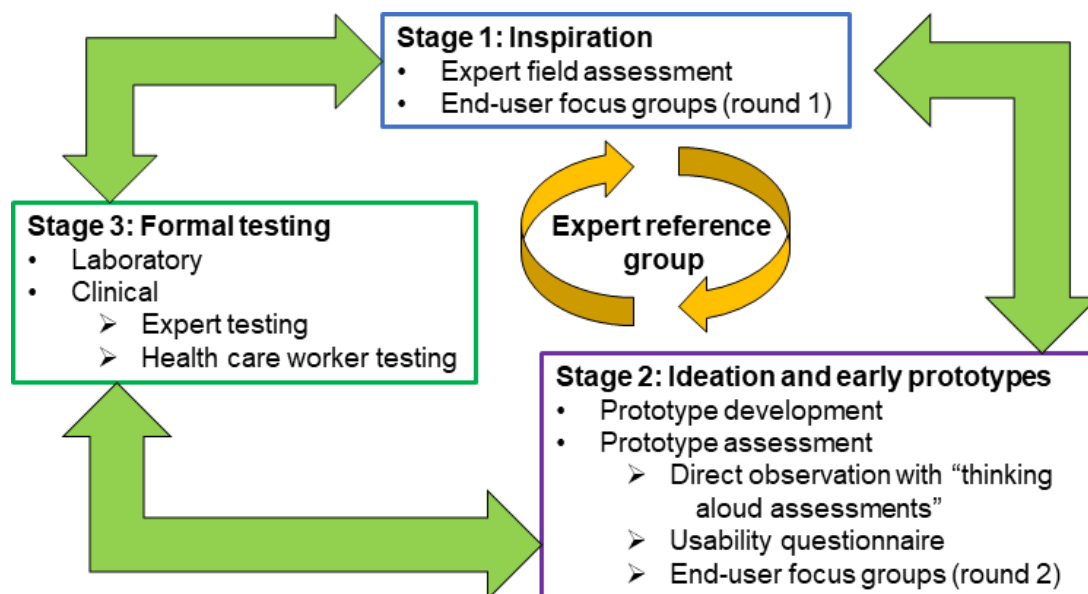 Stage 1: Inspiration
• Expert field assessment
• End-user focus groups (round 1)
Expert reference
group
Stage 3: Formal testing
• Laboratory
• Clinical
➤ Expert testing
➤ Health care worker testing
Stage 2: Ideation and early prototypes
• Prototype development
• Prototype assessment
➤ Direct observation with “thinking
aloud assessments”
➤ Usability questionnaire
➤ End-user focus groups (round 2)